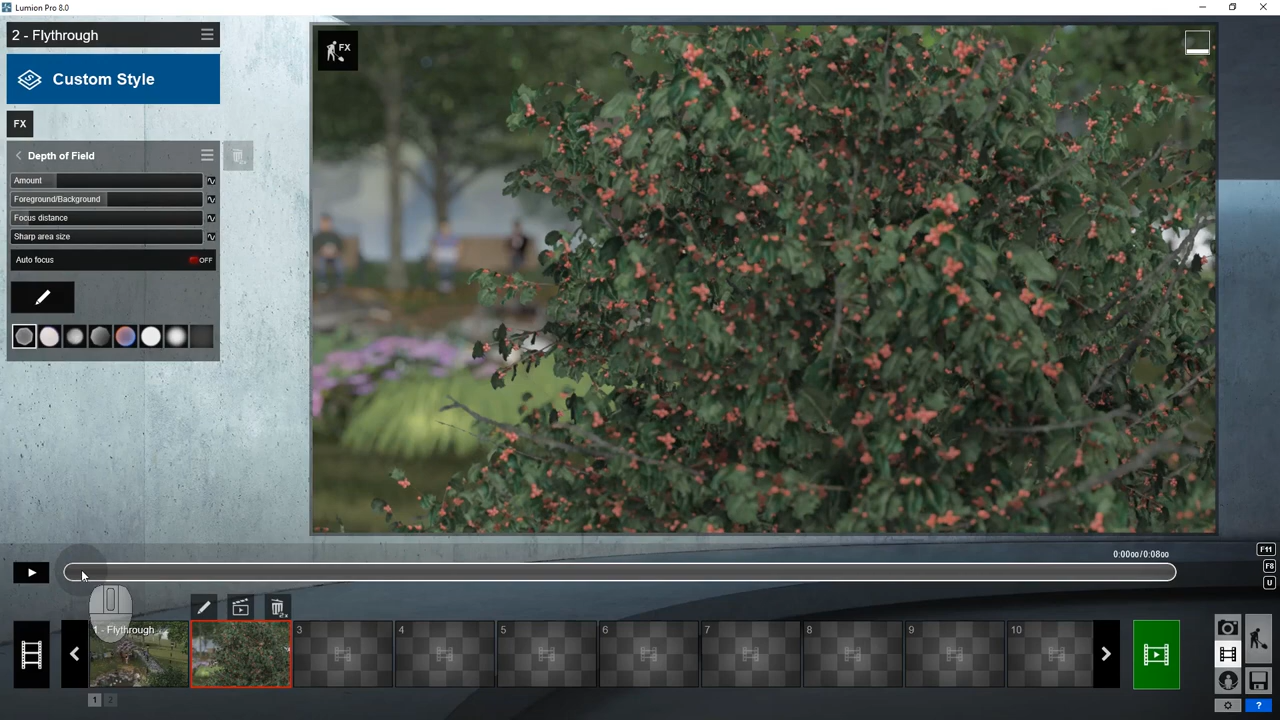 Lumion Pro 8.0
2 - Flythrough
Custom Style
FX
FX
Depth of Field
Amount
Foreground/Background
Focus distance
Sharp area size
Auto focus OFF
0:0000/0:0800
F11
F8
U
1 - Flythrough
3
4
5
6
7
8
9
10
1
2
?